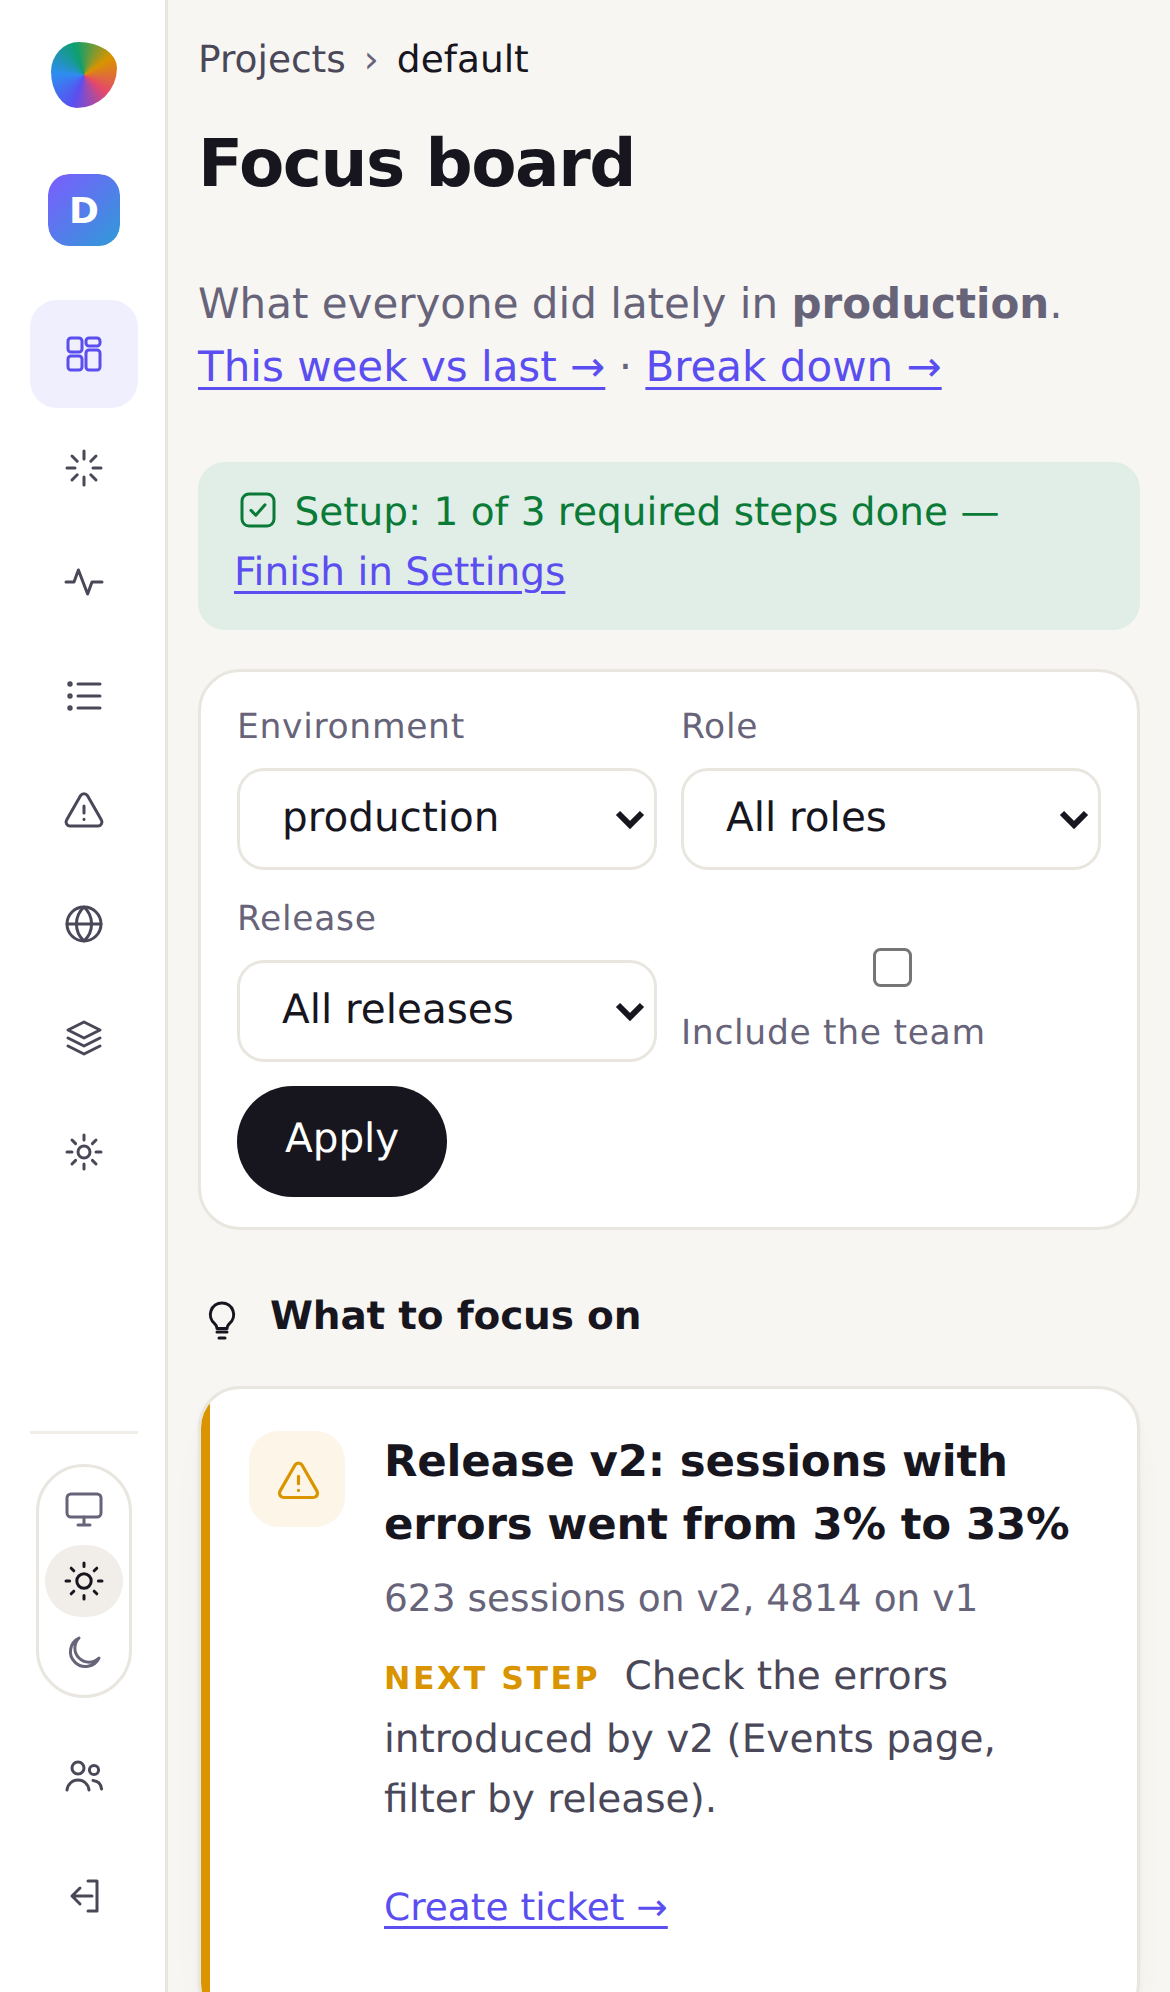 Projects › default
D
Focus board
What everyone did lately in production.
This week vs last → · Break down →
Setup: 1 of 3 required steps done —
Finish in Settings
Environment
Role
production
All roles
Release
All releases
Include the team
Apply
What to focus on
Release v2: sessions with
errors went from 3% to 33%
623 sessions on v2, 4814 on v1
NEXT STEP Check the errors
introduced by v2 (Events page,
filter by release).
Create ticket →